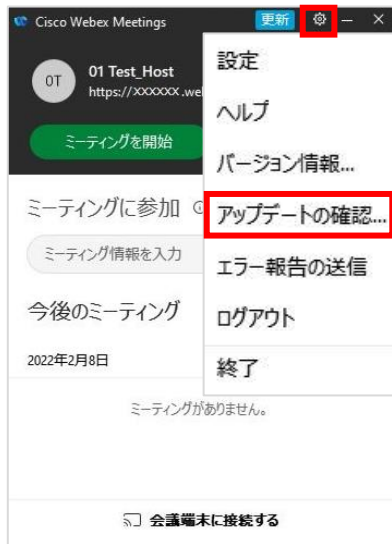 Cisco Webex Meetings 更新
OT 01 Test_Host
https://XXXXXX.we
ミーティングを開始
ミーティングに参加
ミーティング情報を入力
今後のミーティング
2022年2月8日
ミーティングがありません。
会議端末に接続する
設定
ヘルプ
バージョン情報...
アップデートの確認...
エラー報告の送信
ログアウト
終了